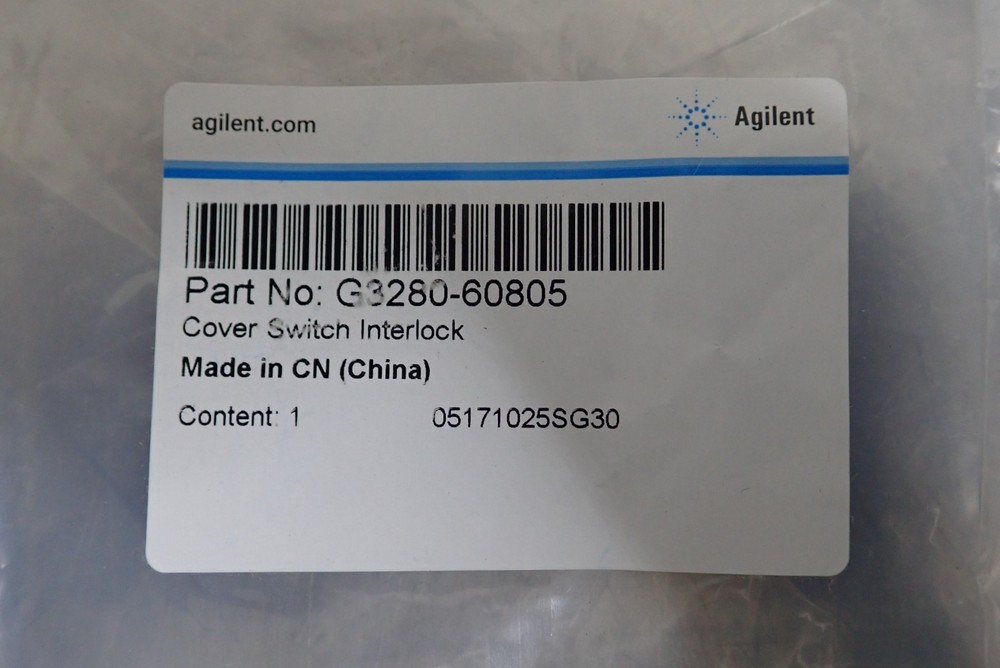 agilent.com
Agilent
Part No: G3280-60805
Cover Switch Interlock
Made in CN (China)
Content: 1 05171025SG30